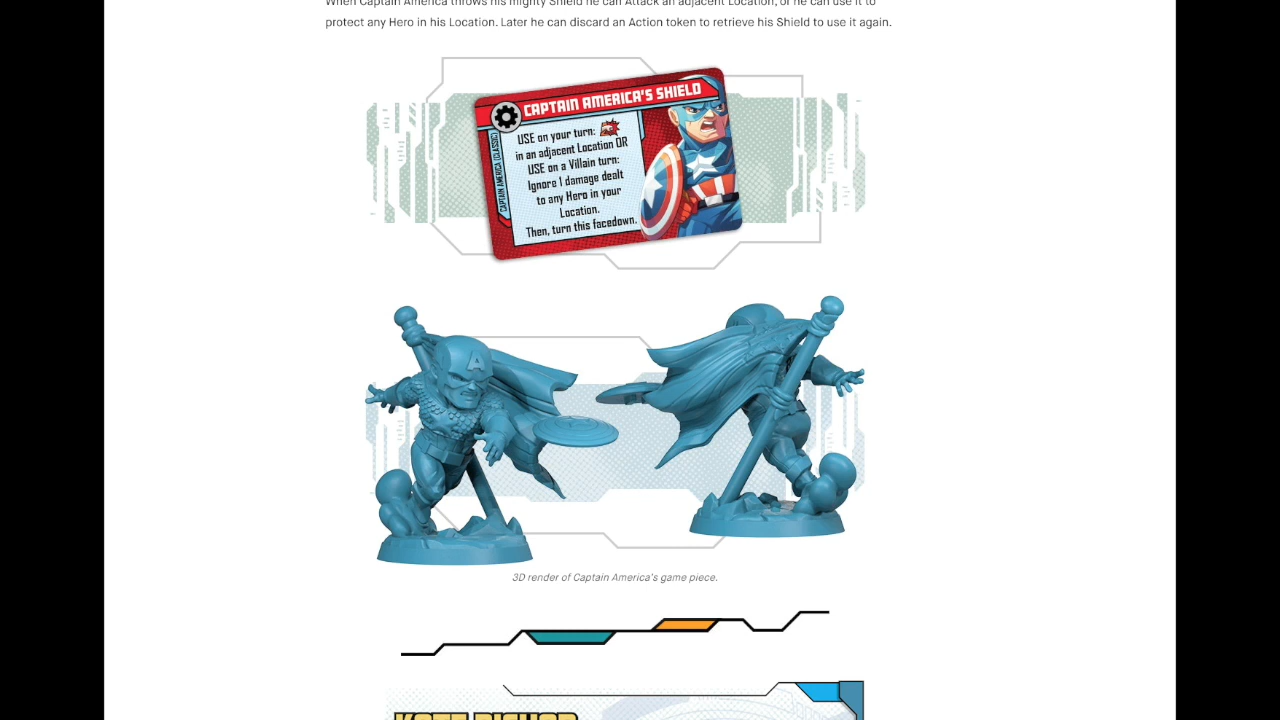 When Captain America throws his mighty Shield he can Attack an adjacent Location, or he can use it to
protect any Hero in his Location. Later he can discard an Action token to retrieve his Shield to use it again.
CAPTAIN AMERICA'S SHIELD
CAPTAIN AMERICA (CLASSIC)
USE on your turn:
in an adjacent Location OR
USE on a Villain turn:
Ignore 1 damage dealt
to any Hero in your
Location.
Then, turn this facedown.
A
3D render of Captain America's game piece.
KATE BISHOP